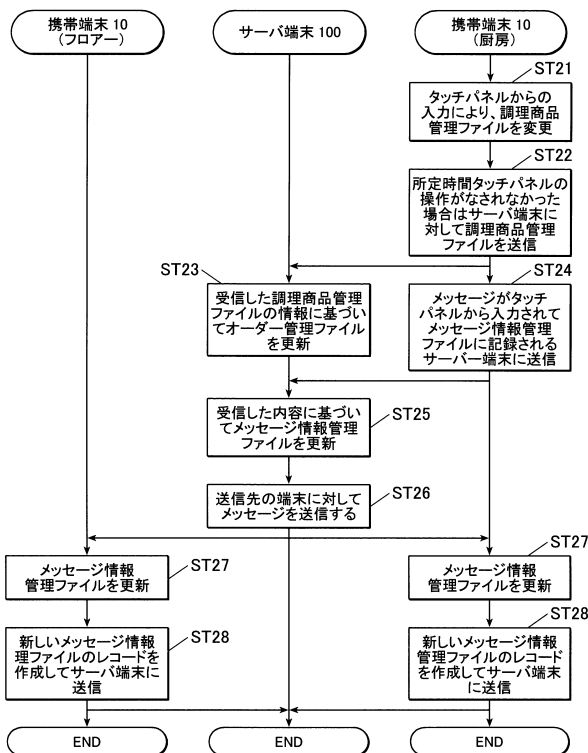 携帯端末 10
(フロアー)
サーバ端末 100
携帯端末 10
(厨房)
ST21
タッチパネルからの
入力により、調理商品
管理ファイルを変更
ST22
所定時間タッチパネルの
操作がなされなかった
場合はサーバ端末に
対して調理商品管理
ファイルを送信
ST23
受信した調理商品管理
ファイルの情報に基づい
てオーダー管理ファイル
を更新
ST24
メッセージがタッチ
パネルから入力されて
メッセージ情報管理
ファイルに記録される
サーバー端末に送信
受信した内容に基づい
てメッセージ情報管理
ファイルを更新
ST25
送信先の端末に対して
メッセージを送信する
ST26
メッセージ情報
管理ファイルを更新
ST27
メッセージ情報
管理ファイルを更新
ST27
新しいメッセージ情報
理ファイルのレコードを
作成してサーバ端末に
送信
ST28
新しいメッセージ情報
管理ファイルのレコード
を作成してサーバ端末
に送信
ST28
END
END
END